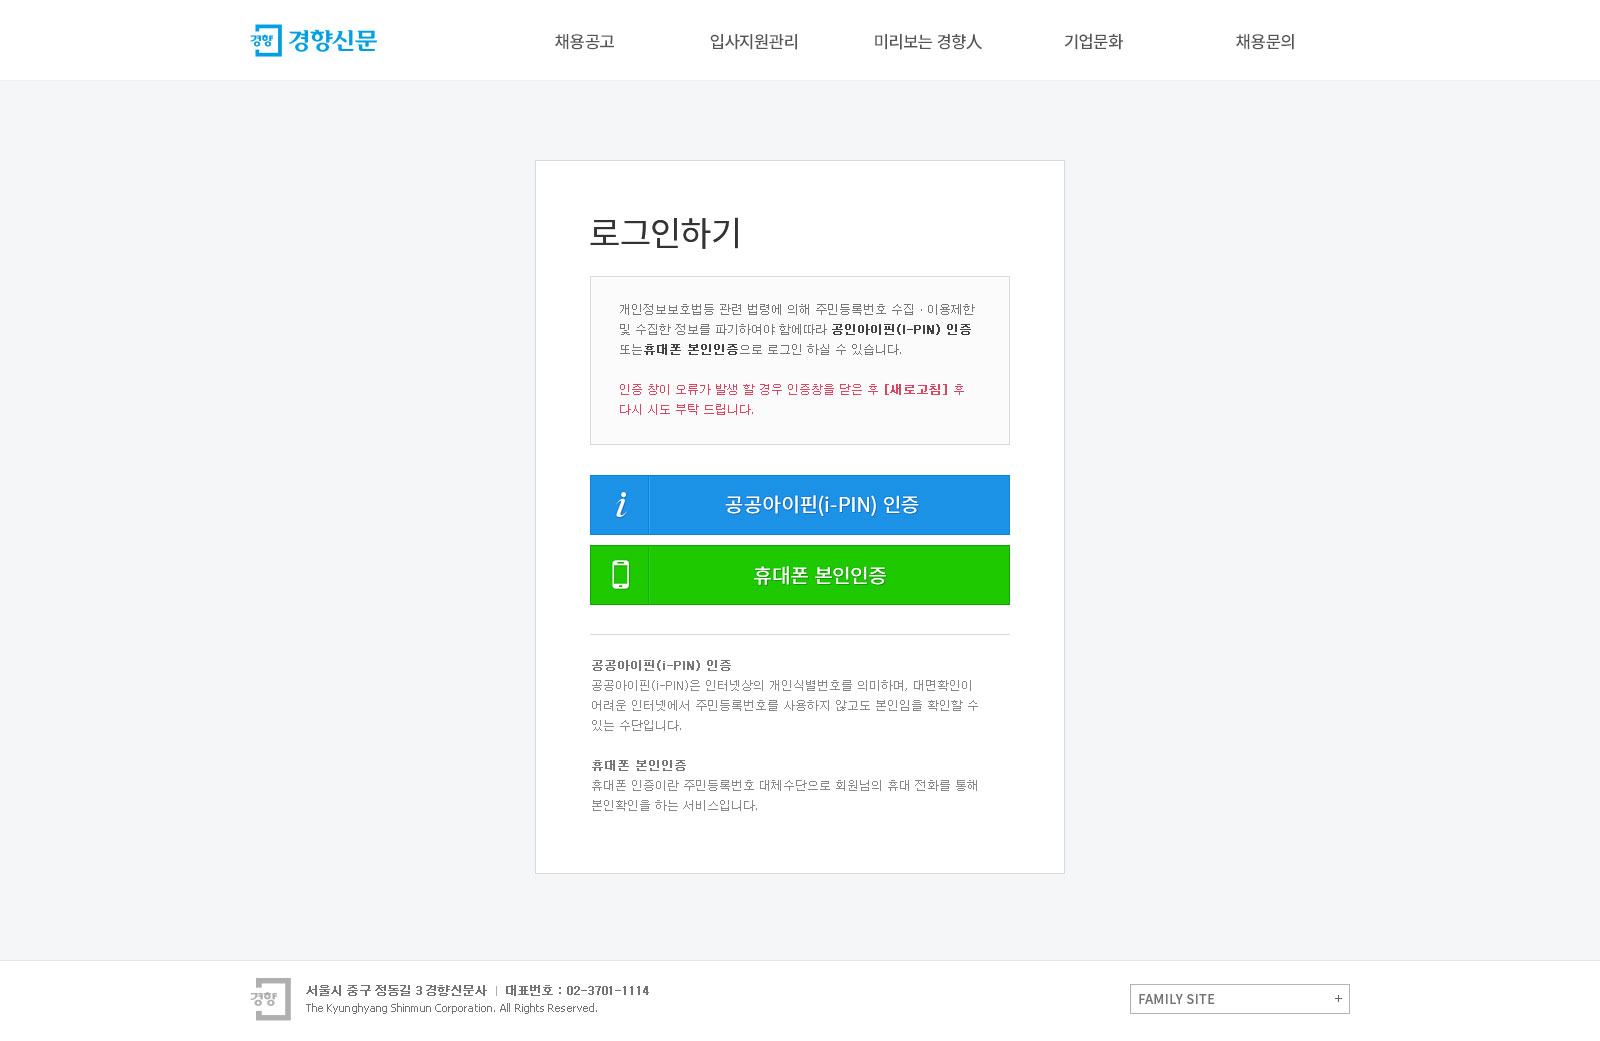 경향 경향신문
채용공고
입사지원관리
미리보는 경향人
기업문화
채용문의
로그인하기
개인정보보호법등 관련 법령에 의해 주민등록번호 수집 · 이용제한
및 수집한 정보를 파기하여야 함에따라 공인아이핀(I-PIN) 인증
또는휴대폰 본인인증으로 로그인 하실 수 있습니다.
인증 창이 오류가 발생 할 경우 인증창을 닫은 후 [새로고침] 후
다시 시도 부탁 드립니다.
i 공공아이핀(i-PIN) 인증
휴대폰 본인인증
공공아이핀(i-PIN) 인증
공공아이핀(i-PIN)은 인터넷상의 개인식별번호를 의미하며, 대면확인이
어려운 인터넷에서 주민등록번호를 사용하지 않고도 본인임을 확인할 수
있는 수단입니다.
휴대폰 본인인증
휴대폰 인증이란 주민등록번호 대체수단으로 회원님의 휴대 전화를 통해
본인확인을 하는 서비스입니다.
경향
서울시 중구 정동길 3 경향신문사 | 대표번호 : 02-3701-1114
The Kyunghyang Shinmun Corporation. All Rights Reserved.
FAMILY SITE +